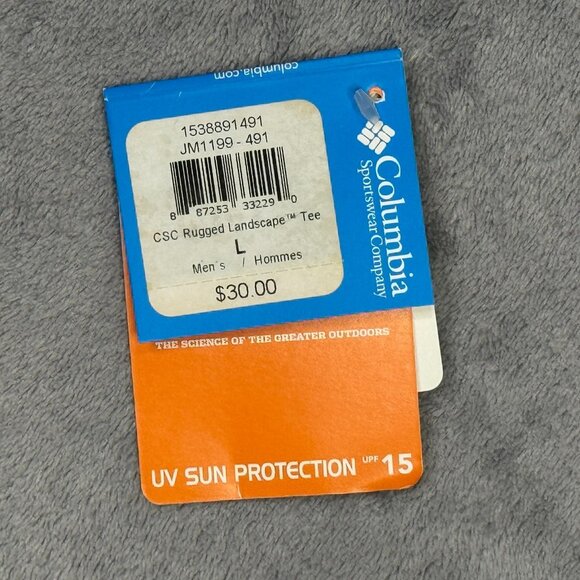 columbia.com
1538891491
JM1199 - 491
8 87253 33229 0
CSC Rugged Landscape™ Tee
L
Men's / Hommes
$30.00
Columbia
Sportswear Company
THE SCIENCE OF THE GREATER OUTDOORS
UV SUN PROTECTION UPF 15